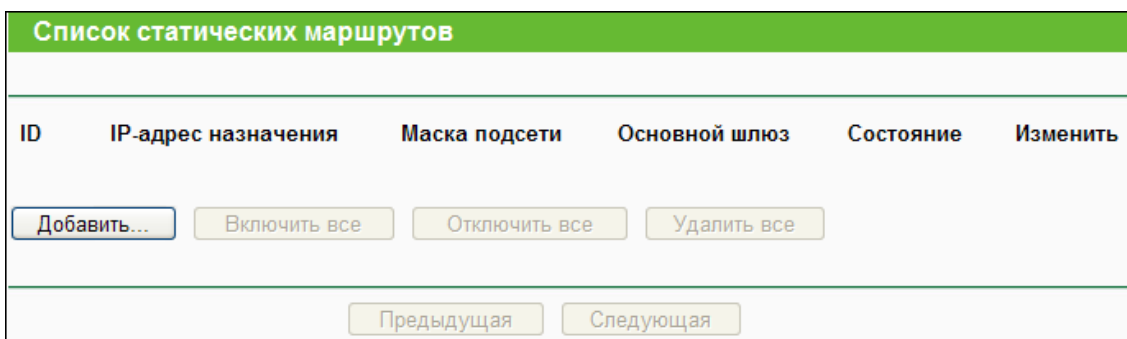 Список статических маршрутов
ID IP-адрес назначения Маска подсети Основной шлюз Состояние Изменить
Добавить... Включить все Отключить все Удалить все
Предыдущая Следующая